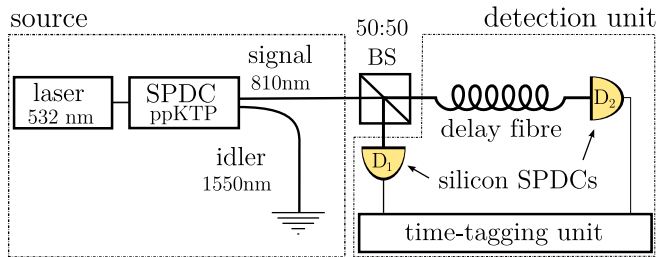 source
detection unit
50:50
BS
signal
810nm
laser
532 nm
SPDC
ppKTP
idler
1550nm
delay fibre
D2
D1
silicon SPDCs
time-tagging unit